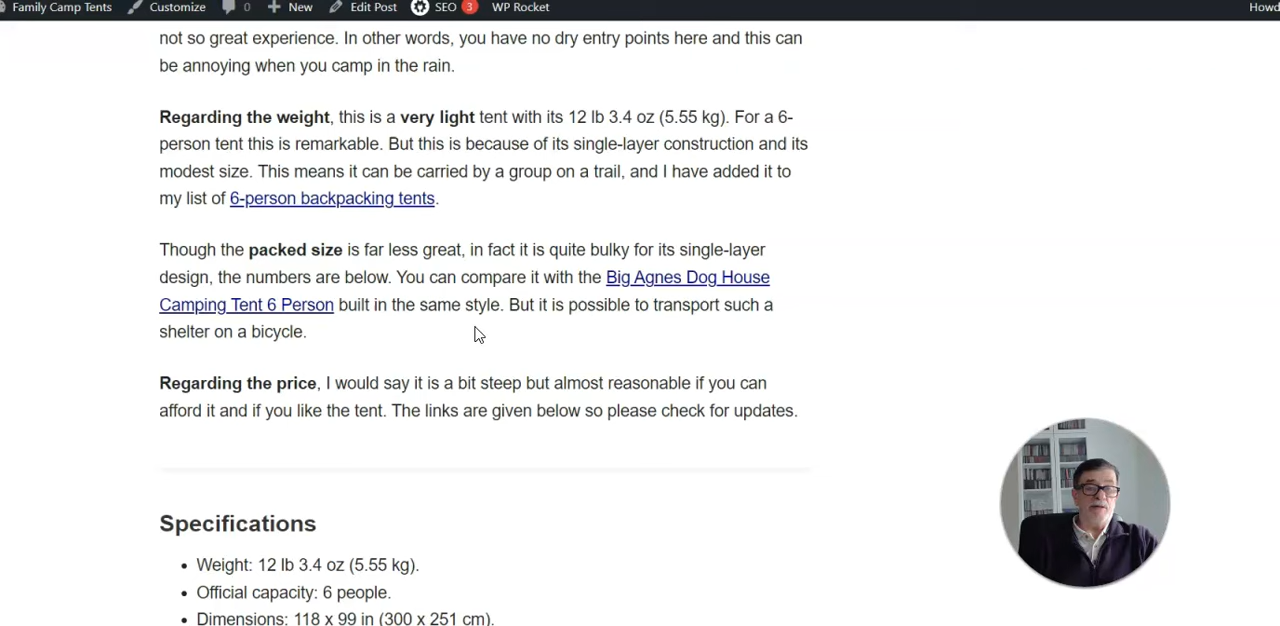 Family Camp Tents Customize 0 New Edit Post SEO 3 WP Rocket Howd
not so great experience. In other words, you have no dry entry points here and this can
be annoying when you camp in the rain.
Regarding the weight, this is a very light tent with its 12 lb 3.4 oz (5.55 kg). For a 6-
person tent this is remarkable. But this is because of its single-layer construction and its
modest size. This means it can be carried by a group on a trail, and I have added it to
my list of 6-person backpacking tents.
Though the packed size is far less great, in fact it is quite bulky for its single-layer
design, the numbers are below. You can compare it with the Big Agnes Dog House
Camping Tent 6 Person built in the same style. But it is possible to transport such a
shelter on a bicycle.
Regarding the price, I would say it is a bit steep but almost reasonable if you can
afford it and if you like the tent. The links are given below so please check for updates.
Specifications
• Weight: 12 lb 3.4 oz (5.55 kg).
• Official capacity: 6 people.
• Dimensions: 118 x 99 in (300 x 251 cm).